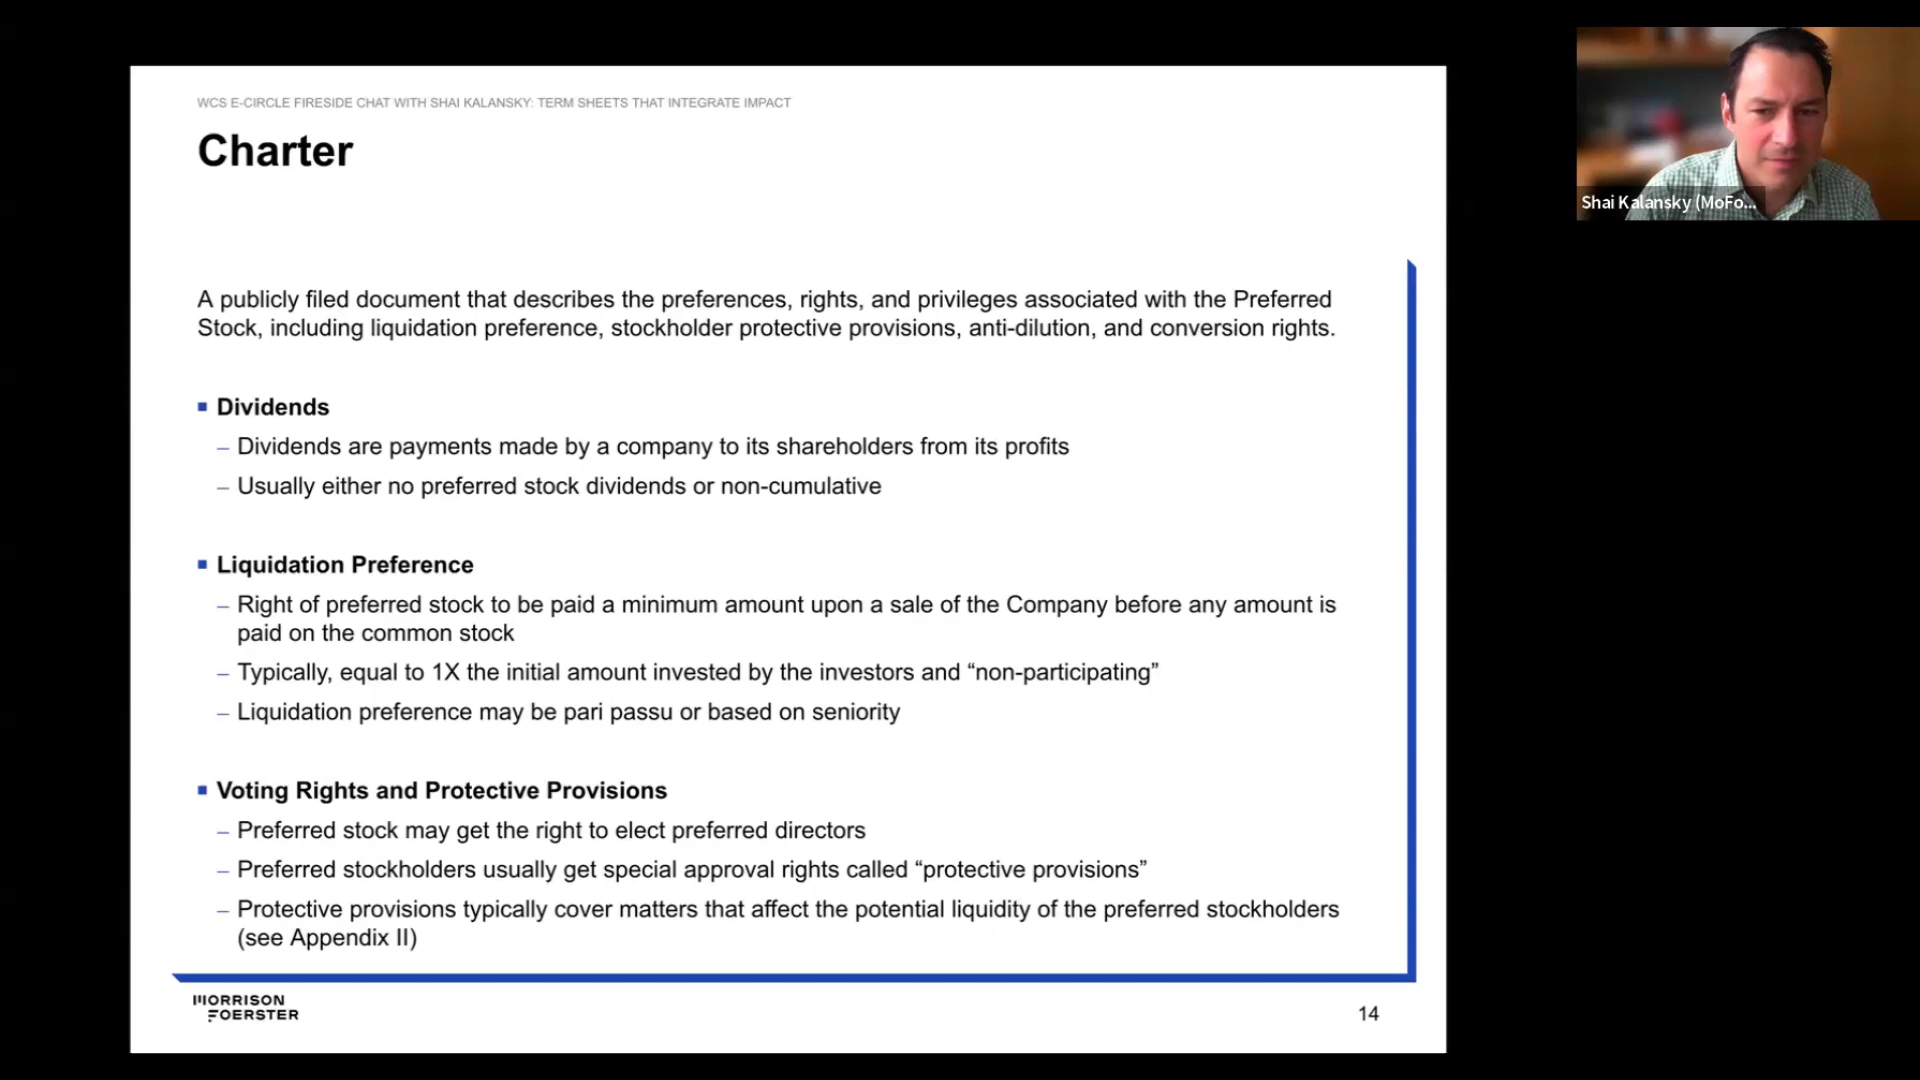 WCS E-CIRCLE FIRESIDE CHAT WITH SHAI KALANSKY: TERM SHEETS THAT INTEGRATE IMPACT
Charter
Shai Kalansky (MoFo...
A publicly filed document that describes the preferences, rights, and privileges associated with the Preferred
Stock, including liquidation preference, stockholder protective provisions, anti-dilution, and conversion rights.
▪ Dividends
– Dividends are payments made by a company to its shareholders from its profits
– Usually either no preferred stock dividends or non-cumulative
▪ Liquidation Preference
– Right of preferred stock to be paid a minimum amount upon a sale of the Company before any amount is
paid on the common stock
– Typically, equal to 1X the initial amount invested by the investors and “non-participating”
– Liquidation preference may be pari passu or based on seniority
▪ Voting Rights and Protective Provisions
– Preferred stock may get the right to elect preferred directors
– Preferred stockholders usually get special approval rights called “protective provisions”
– Protective provisions typically cover matters that affect the potential liquidity of the preferred stockholders
(see Appendix II)
MORRISON
FOERSTER
14